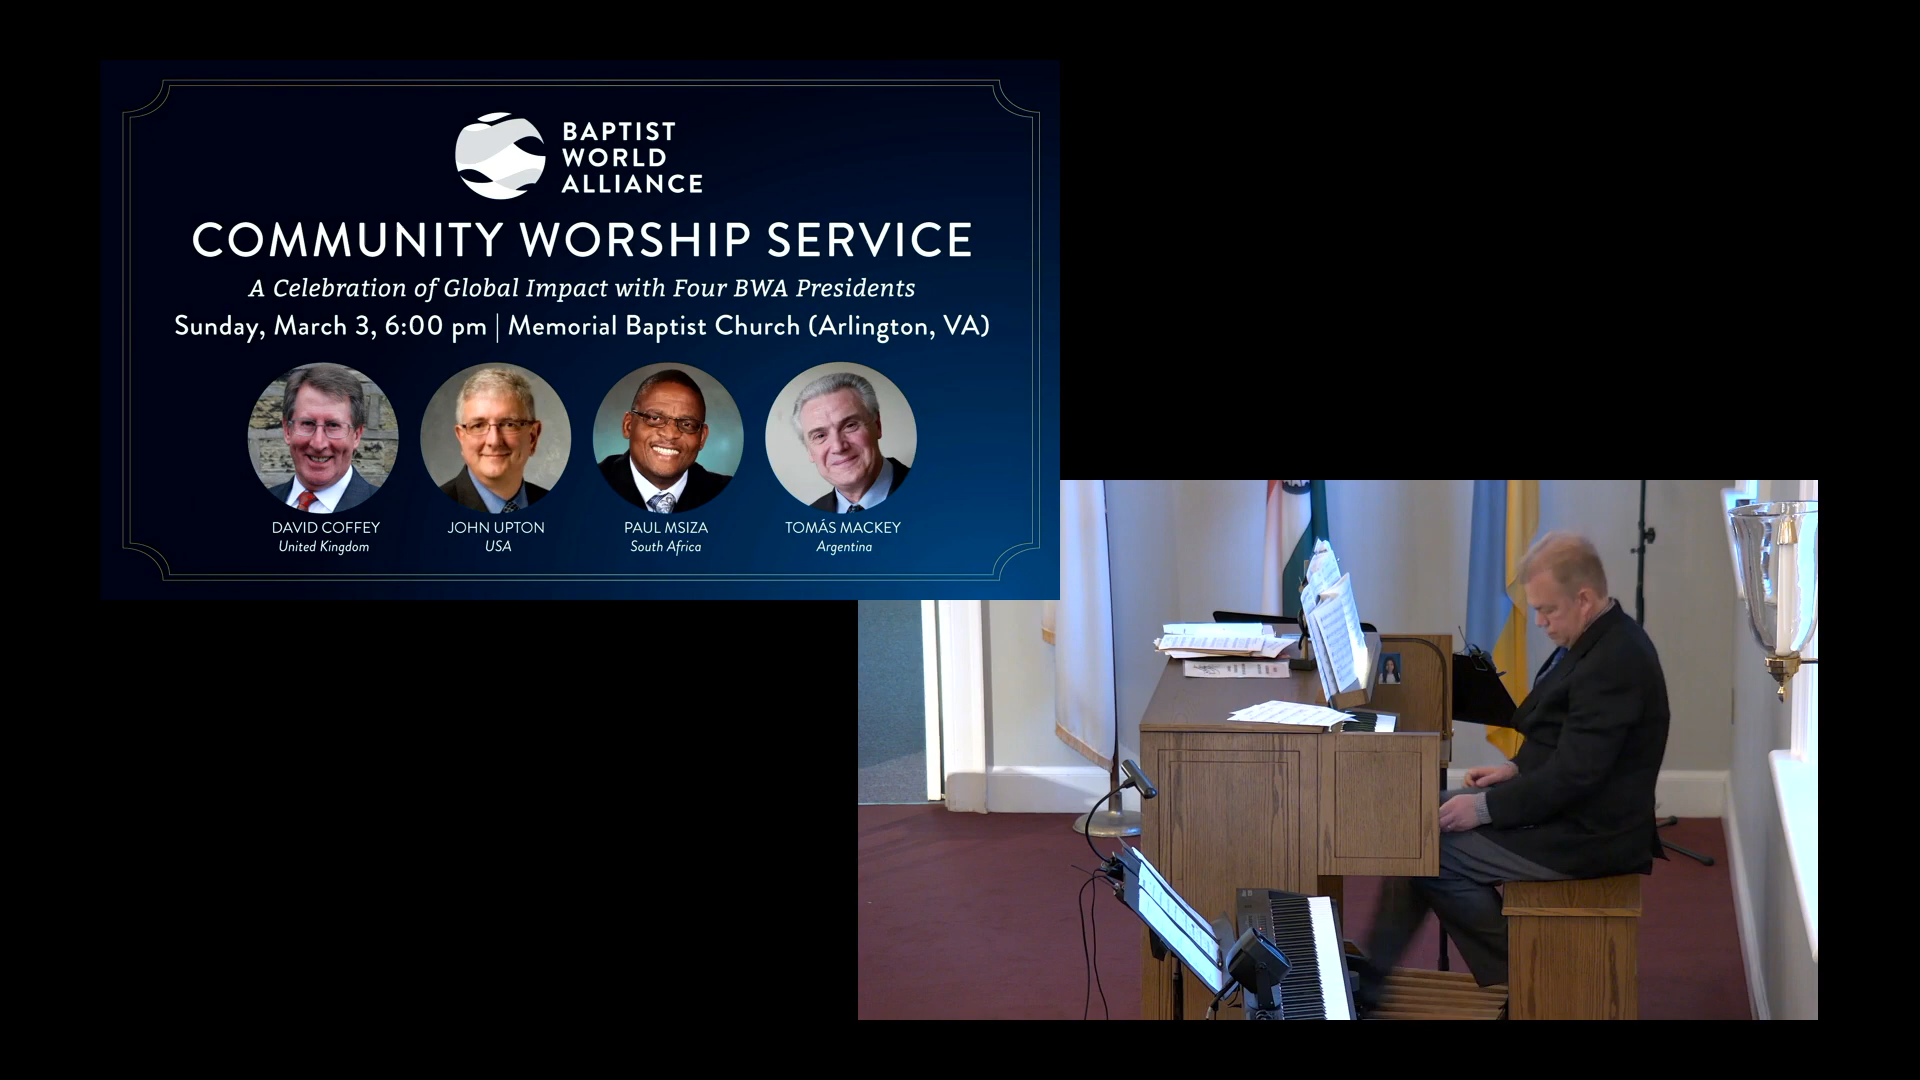 BAPTIST
WORLD
ALLIANCE
COMMUNITY WORSHIP SERVICE
A Celebration of Global Impact with Four BWA Presidents
Sunday, March 3, 6:00 pm | Memorial Baptist Church (Arlington, VA)
DAVID COFFEY
United Kingdom
JOHN UPTON
USA
PAUL MSIZA
South Africa
TOMÁS MACKEY
Argentina